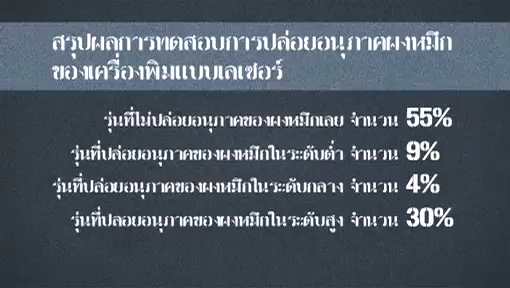 สรุปผลการทดสอบการปล่อยอนุภาคผงหมึก
ของเครื่องพิมแบบเลเซอร์
รุ่นที่ไม่ปล่อยอนุภาคของผงหมึกเลย จำนวน 55%
รุ่นที่ปล่อยอนุภาคของผงหมึกในระดับต่ำ จำนวน 9%
รุ่นที่ปล่อยอนุภาคของผงหมึกในระดับกลาง จำนวน 4%
รุ่นที่ปลอยอนุภาคของผงหมึกในระดับสูง จำนวน 30%